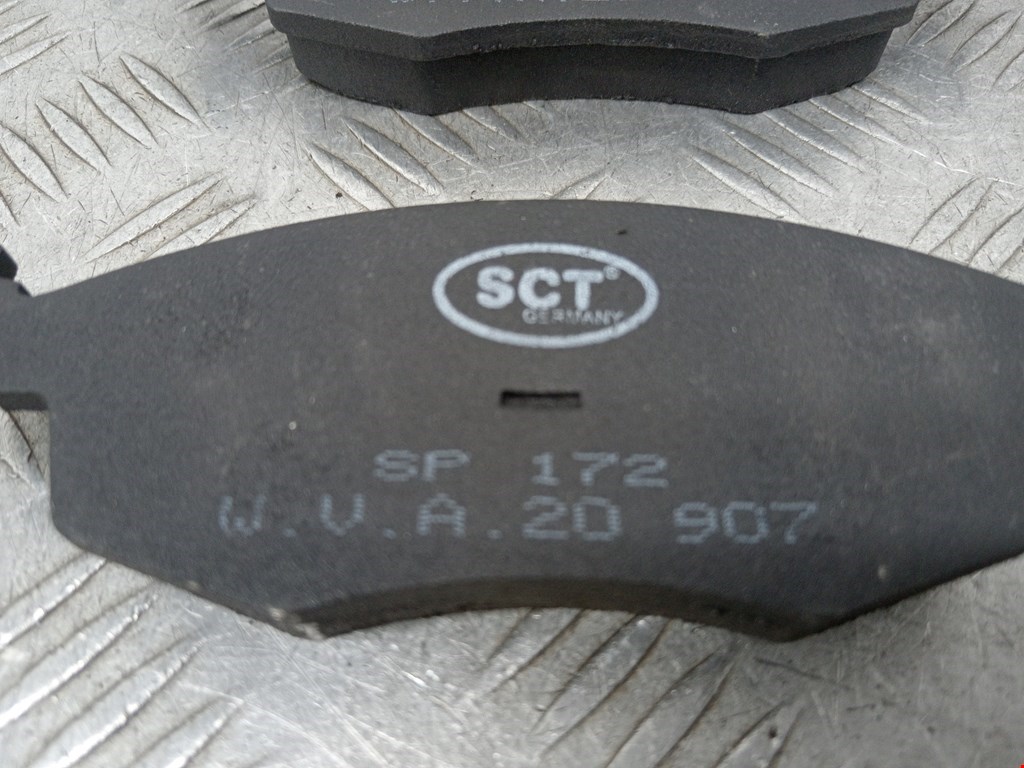 SCT®
GERMANY
SP 172
W.V.A.20 907